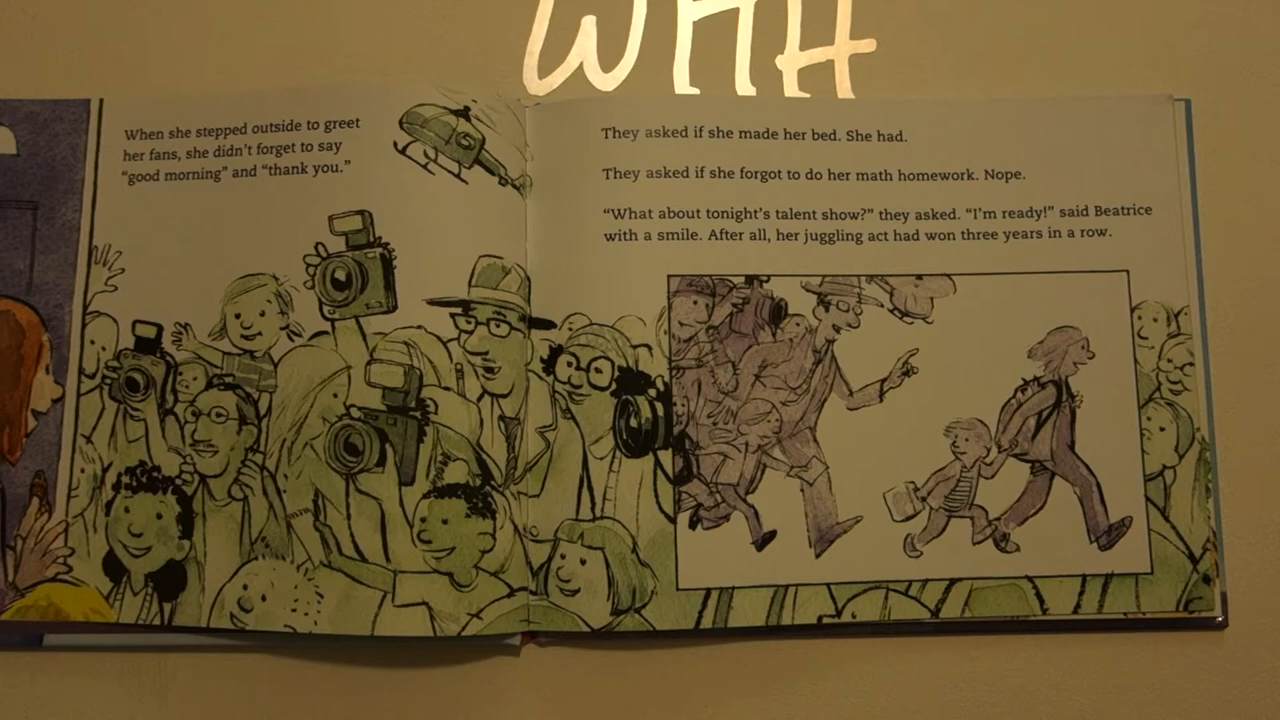 WHH
When she stepped outside to greet
her fans, she didn't forget to say
"good morning" and "thank you."
They asked if she made her bed. She had.
They asked if she forgot to do her math homework. Nope.
"What about tonight's talent show?" they asked. "I'm ready!" said Beatrice
with a smile. After all, her juggling act had won three years in a row.